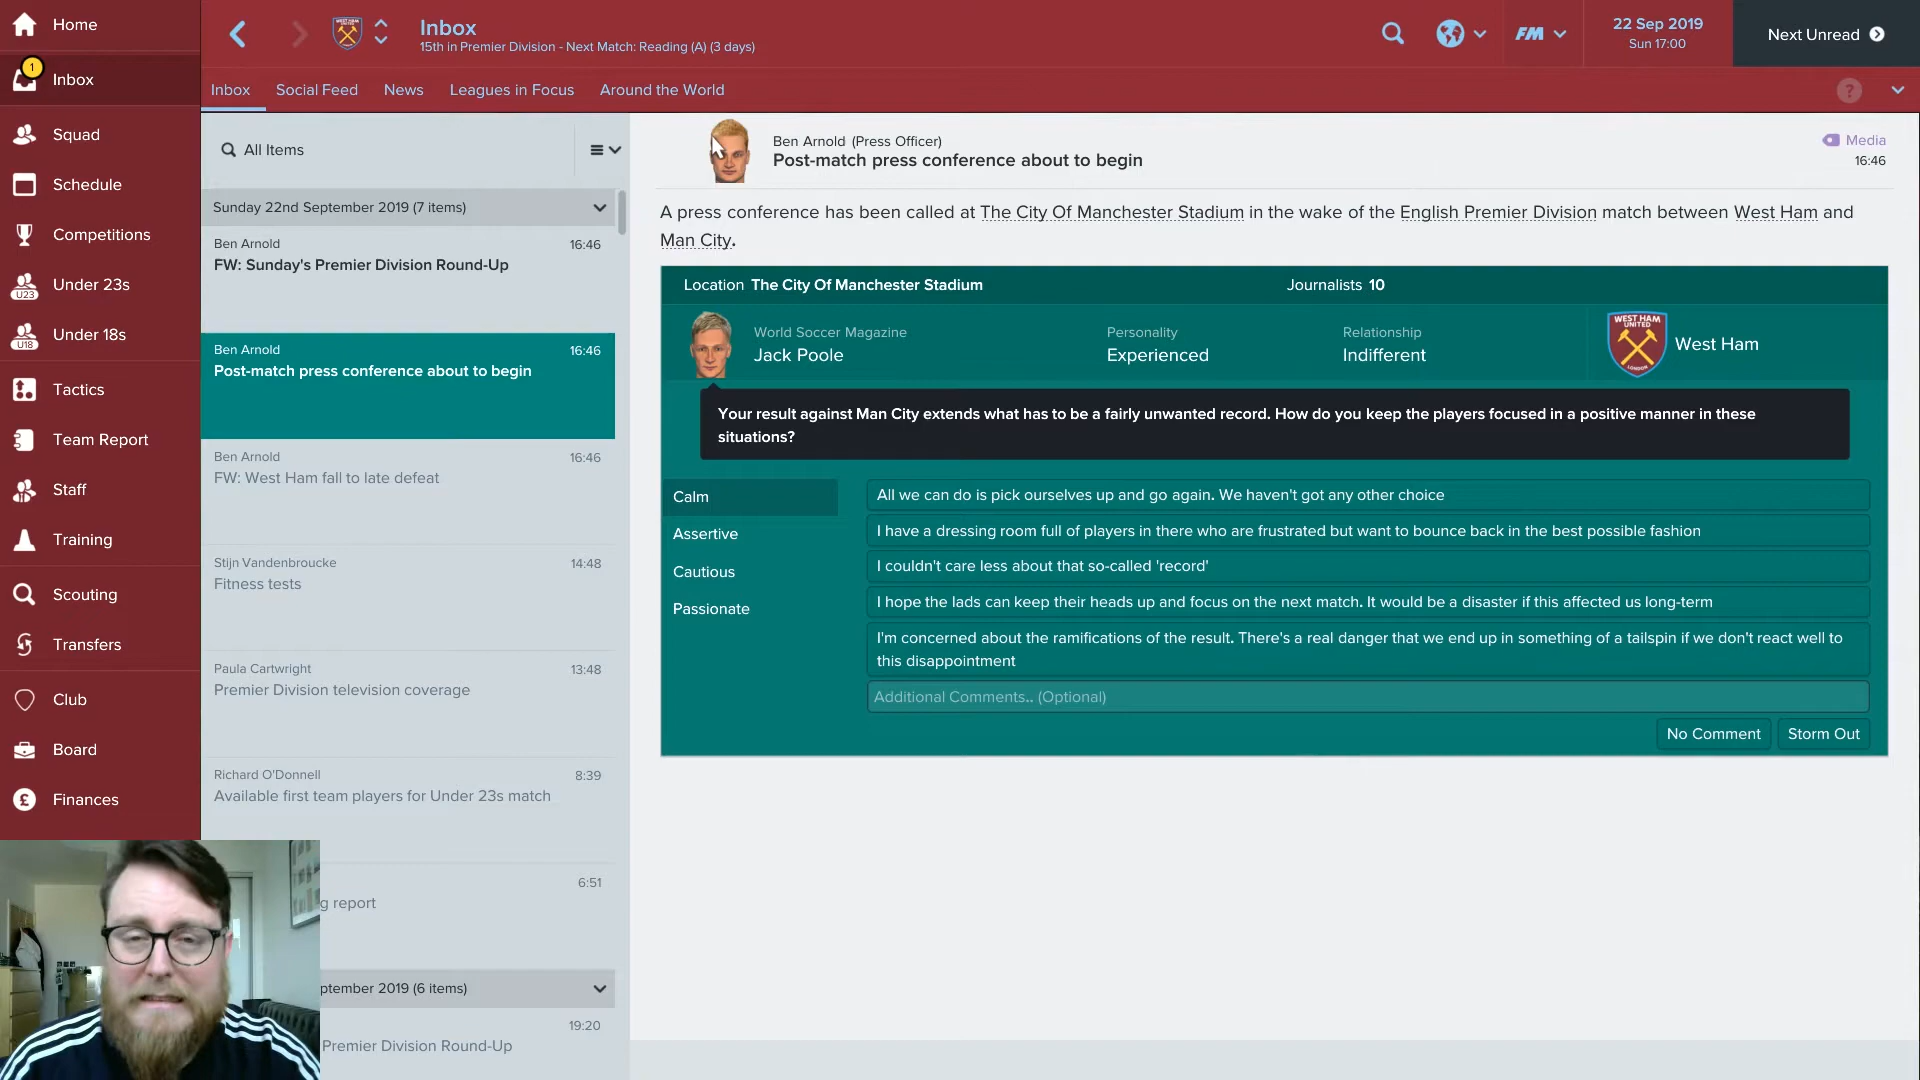 Home
1
Inbox
Squad
Schedule
Competitions
U23
Under 23s
U18
Under 18s
Tactics
Team Report
Staff
Training
Scouting
Transfers
Club
Board
£
Finances
WEST HAM
Inbox
15th in Premier Division - Next Match: Reading (A) (3 days)
FM
22 Sep 2019
Sun 17:00
Next Unread
Inbox
Social Feed
News
Leagues in Focus
Around the World
?
All Items
Sunday 22nd September 2019 (7 items)
Ben Arnold
16:46
FW: Sunday's Premier Division Round-Up
Ben Arnold
16:46
Post-match press conference about to begin
Ben Arnold
16:46
FW: West Ham fall to late defeat
Stijn Vandenbroucke
14:48
Fitness tests
Paula Cartwright
13:48
Premier Division television coverage
Richard O'Donnell
8:39
Available first team players for Under 23s match
6:51
g report
ptember 2019 (6 items)
19:20
Premier Division Round-Up
Ben Arnold (Press Officer)
Post-match press conference about to begin
Media
16:46
A press conference has been called at The City Of Manchester Stadium in the wake of the English Premier Division match between West Ham and
Man City.
Location The City Of Manchester Stadium
Journalists 10
World Soccer Magazine
Jack Poole
Personality
Experienced
Relationship
Indifferent
WEST HAM
UNITED
LONDON
West Ham
Your result against Man City extends what has to be a fairly unwanted record. How do you keep the players focused in a positive manner in these
situations?
Calm
Assertive
Cautious
Passionate
All we can do is pick ourselves up and go again. We haven't got any other choice
I have a dressing room full of players in there who are frustrated but want to bounce back in the best possible fashion
I couldn't care less about that so-called 'record'
I hope the lads can keep their heads up and focus on the next match. It would be a disaster if this affected us long-term
I'm concerned about the ramifications of the result. There's a real danger that we end up in something of a tailspin if we don't react well to
this disappointment
Additional Comments.. (Optional)
No Comment
Storm Out